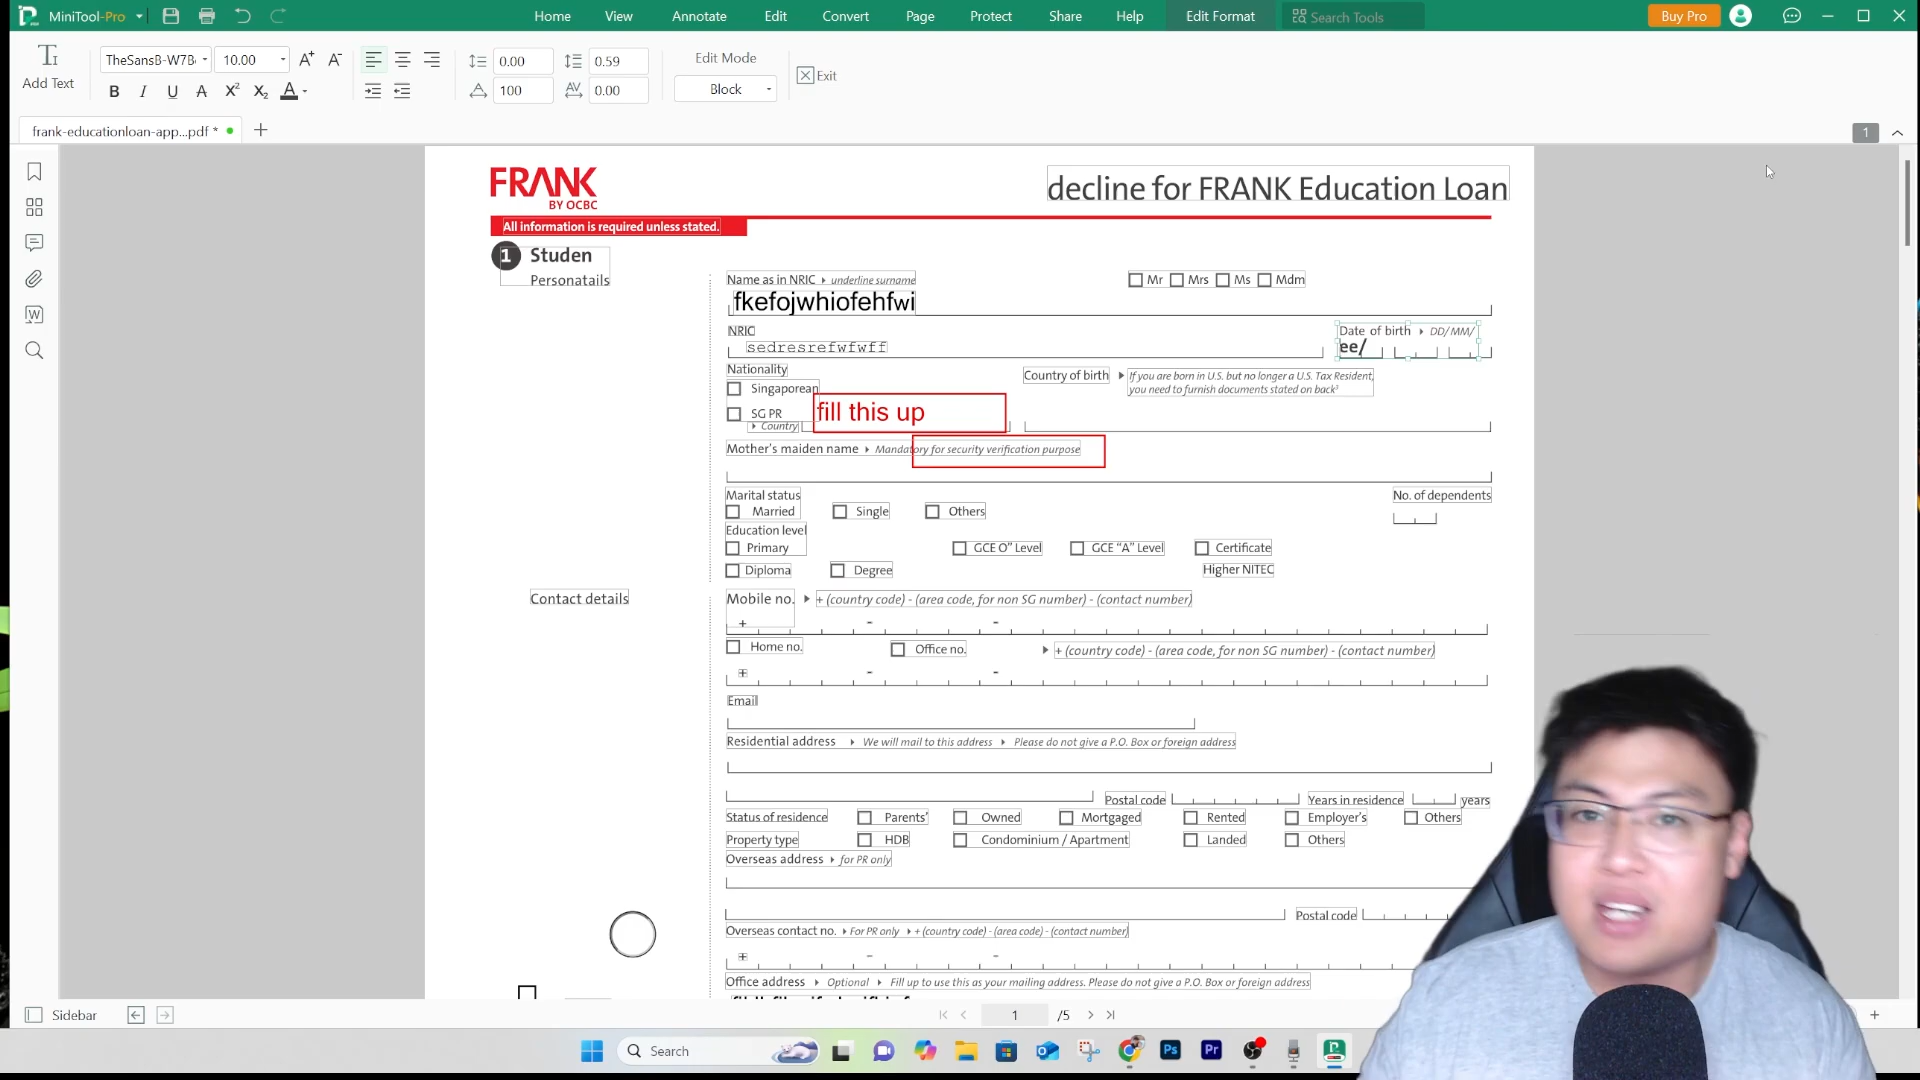 MiniTool-Pro
Home View Annotate Edit Convert Page Protect Share Help Edit Format Search Tools Buy Pro
Add Text
TheSansB-W7B 10.00 A+ A-
B I U A X² X₂ A
0.00 0.59
100 0.00
Edit Mode
Block
Exit
frank-educationloan-app...pdf *
1
FRANK
BY OCBC
decline for FRANK Education Loan
All information is required unless stated.
1 Studen
Personatails
Name as in NRIC underline surname Mr Mrs Ms Mdm
fkefojwhiofehfwi
NRIC Date of birth DD/MM/
sedresrefwfwff ee/
Nationality
Singaporean Country of birth If you are born in U.S. but no longer a U.S. Tax Resident,
you need to furnish documents stated on back³
SG PR fill this up
Country
Mother's maiden name Mandatory for security verification purpose
Marital status No. of dependents
Married Single Others
Education level
Primary GCE O" Level GCE "A" Level Certificate
Diploma Degree Higher NITEC
Contact details Mobile no. + (country code) - (area code, for non SG number) - (contact number)
+ - -
Home no. Office no. + (country code) - (area code, for non SG number) - (contact number)
+ - -
Email
Residential address We will mail to this address Please do not give a P.O. Box or foreign address
Postal code Years in residence years
Status of residence Parents' Owned Mortgaged Rented Employer's Others
Property type HDB Condominium / Apartment Landed Others
Overseas address for PR only
Postal code
Overseas contact no. For PR only + (country code) - (area code) - (contact number)
+ - -
Office address Optional Fill up to use this as your mailing address. Please do not give a P.O. Box or foreign address
Sidebar 1 /5 +
Search Ps Pr